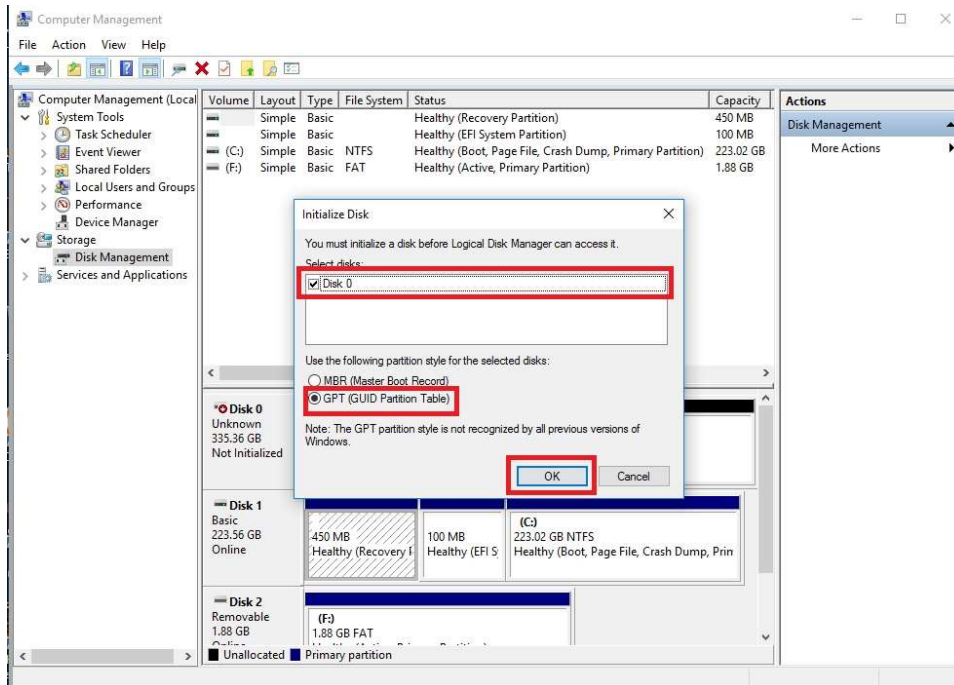 Computer Management
File Action View Help
Computer Management (Local
System Tools
Task Scheduler
Event Viewer
Shared Folders
Local Users and Groups
Performance
Device Manager
Storage
Disk Management
Services and Applications
Volume Layout Type File System Status Capacity
Simple Basic Healthy (Recovery Partition) 450 MB
Simple Basic Healthy (EFI System Partition) 100 MB
(C:) Simple Basic NTFS Healthy (Boot, Page File, Crash Dump, Primary Partition) 223.02 GB
(F:) Simple Basic FAT Healthy (Active, Primary Partition) 1.88 GB
Actions
Disk Management
More Actions
Initialize Disk
You must initialize a disk before Logical Disk Manager can access it.
Select disks:
Disk 0
Use the following partition style for the selected disks:
MBR (Master Boot Record)
GPT (GUID Partition Table)
Note: The GPT partition style is not recognized by all previous versions of
Windows.
OK Cancel
Disk 0
Unknown
335.36 GB
Not Initialized
Disk 1
Basic
223.56 GB
Online
450 MB
Healthy (Recovery P
100 MB
Healthy (EFI S
(C:)
223.02 GB NTFS
Healthy (Boot, Page File, Crash Dump, Prin
Disk 2
Removable
1.88 GB
Online
(F:)
1.88 GB FAT
Unallocated Primary partition